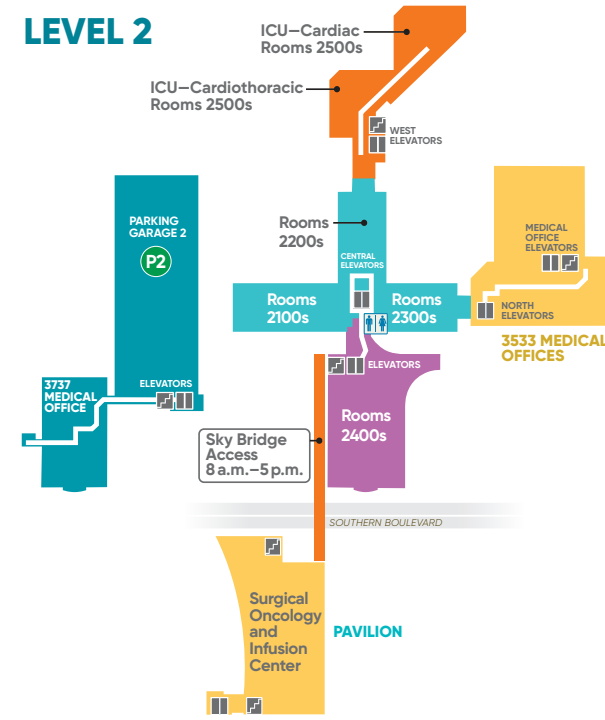 LEVEL 2
ICU–Cardiac
Rooms 2500s
ICU–Cardiothoracic
Rooms 2500s
WEST
ELEVATORS
PARKING
GARAGE 2
P2
Rooms
2200s
MEDICAL
OFFICE
ELEVATORS
CENTRAL
ELEVATORS
Rooms
2100s
Rooms
2300s
NORTH
ELEVATORS
3533 MEDICAL
OFFICES
3737
MEDICAL
OFFICE
ELEVATORS
ELEVATORS
Rooms
2400s
Sky Bridge
Access
8 a.m.–5 p.m.
SOUTHERN BOULEVARD
Surgical
Oncology
and
Infusion
Center
PAVILION